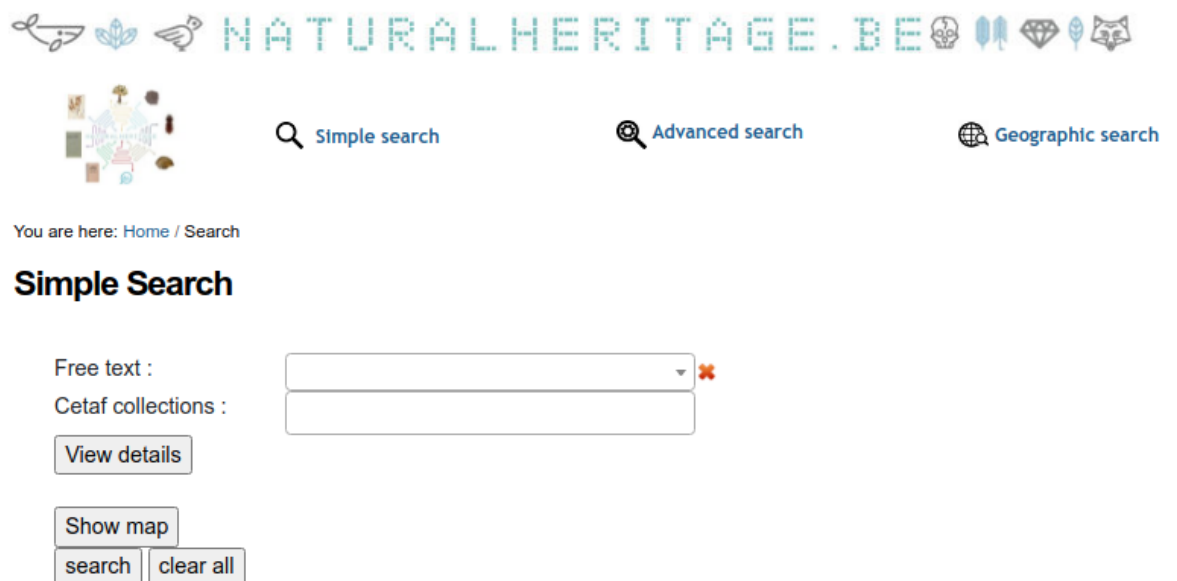 NATURALHERITAGE.BE
Simple search
Advanced search
Geographic search
You are here: Home / Search
Simple Search
Free text :
Cetaf collections :
View details
Show map
search
clear all